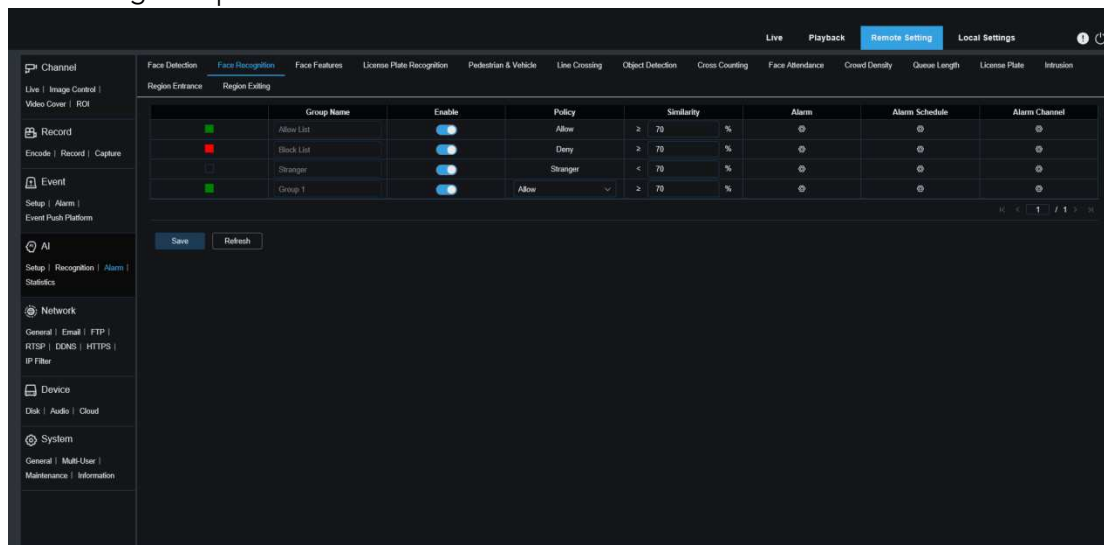 Live Playback Remote Setting Local Settings
Channel
Live | Image Control |
Video Cover | ROI
Record
Encode | Record | Capture
Event
Setup | Alarm |
Event Push Platform
AI
Setup | Recognition | Alarm |
Statistics
Network
General | Email | FTP |
RTSP | DDNS | HTTPS |
IP Filter
Device
Disk | Audio | Cloud
System
General | Multi-User |
Maintenance | Information
Face Detection Face Recognition Face Features License Plate Recognition Pedestrian & Vehicle Line Crossing Object Detection Cross Counting Face Attendance Crowd Density Queue Length License Plate Intrusion
Region Entrance Region Exiting
Group Name Enable Policy Similarity Alarm Alarm Schedule Alarm Channel
Allow List Allow ≥ 70 %
Block List Deny ≥ 70 %
Stranger Stranger < 70 %
Group 1 Allow ≥ 70 %
1 / 1
Save Refresh